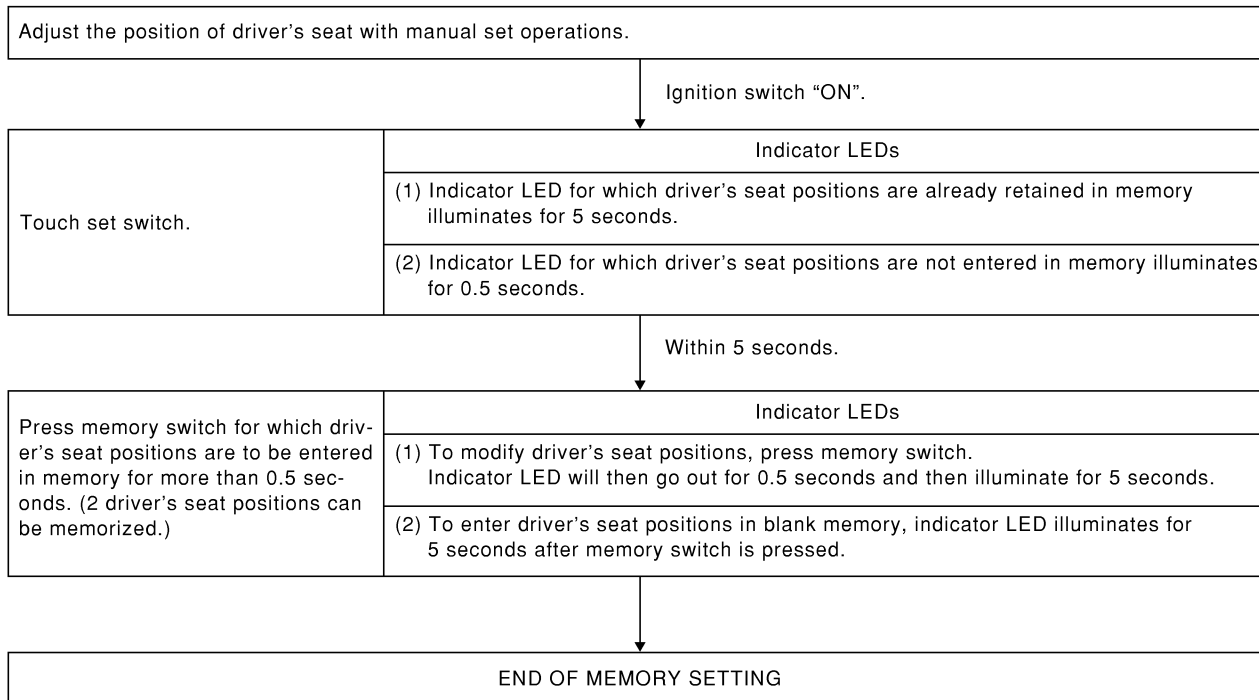 Adjust the position of driver’s seat with manual set operations.
Ignition switch “ON”.
Touch set switch.
Indicator LEDs
(1) Indicator LED for which driver’s seat positions are already retained in memory
illuminates for 5 seconds.
(2) Indicator LED for which driver’s seat positions are not entered in memory illuminates
for 0.5 seconds.
Within 5 seconds.
Press memory switch for which driv-
er’s seat positions are to be entered
in memory for more than 0.5 sec-
onds. (2 driver’s seat positions can
be memorized.)
Indicator LEDs
(1) To modify driver’s seat positions, press memory switch.
Indicator LED will then go out for 0.5 seconds and then illuminate for 5 seconds.
(2) To enter driver’s seat positions in blank memory, indicator LED illuminates for
5 seconds after memory switch is pressed.
END OF MEMORY SETTING